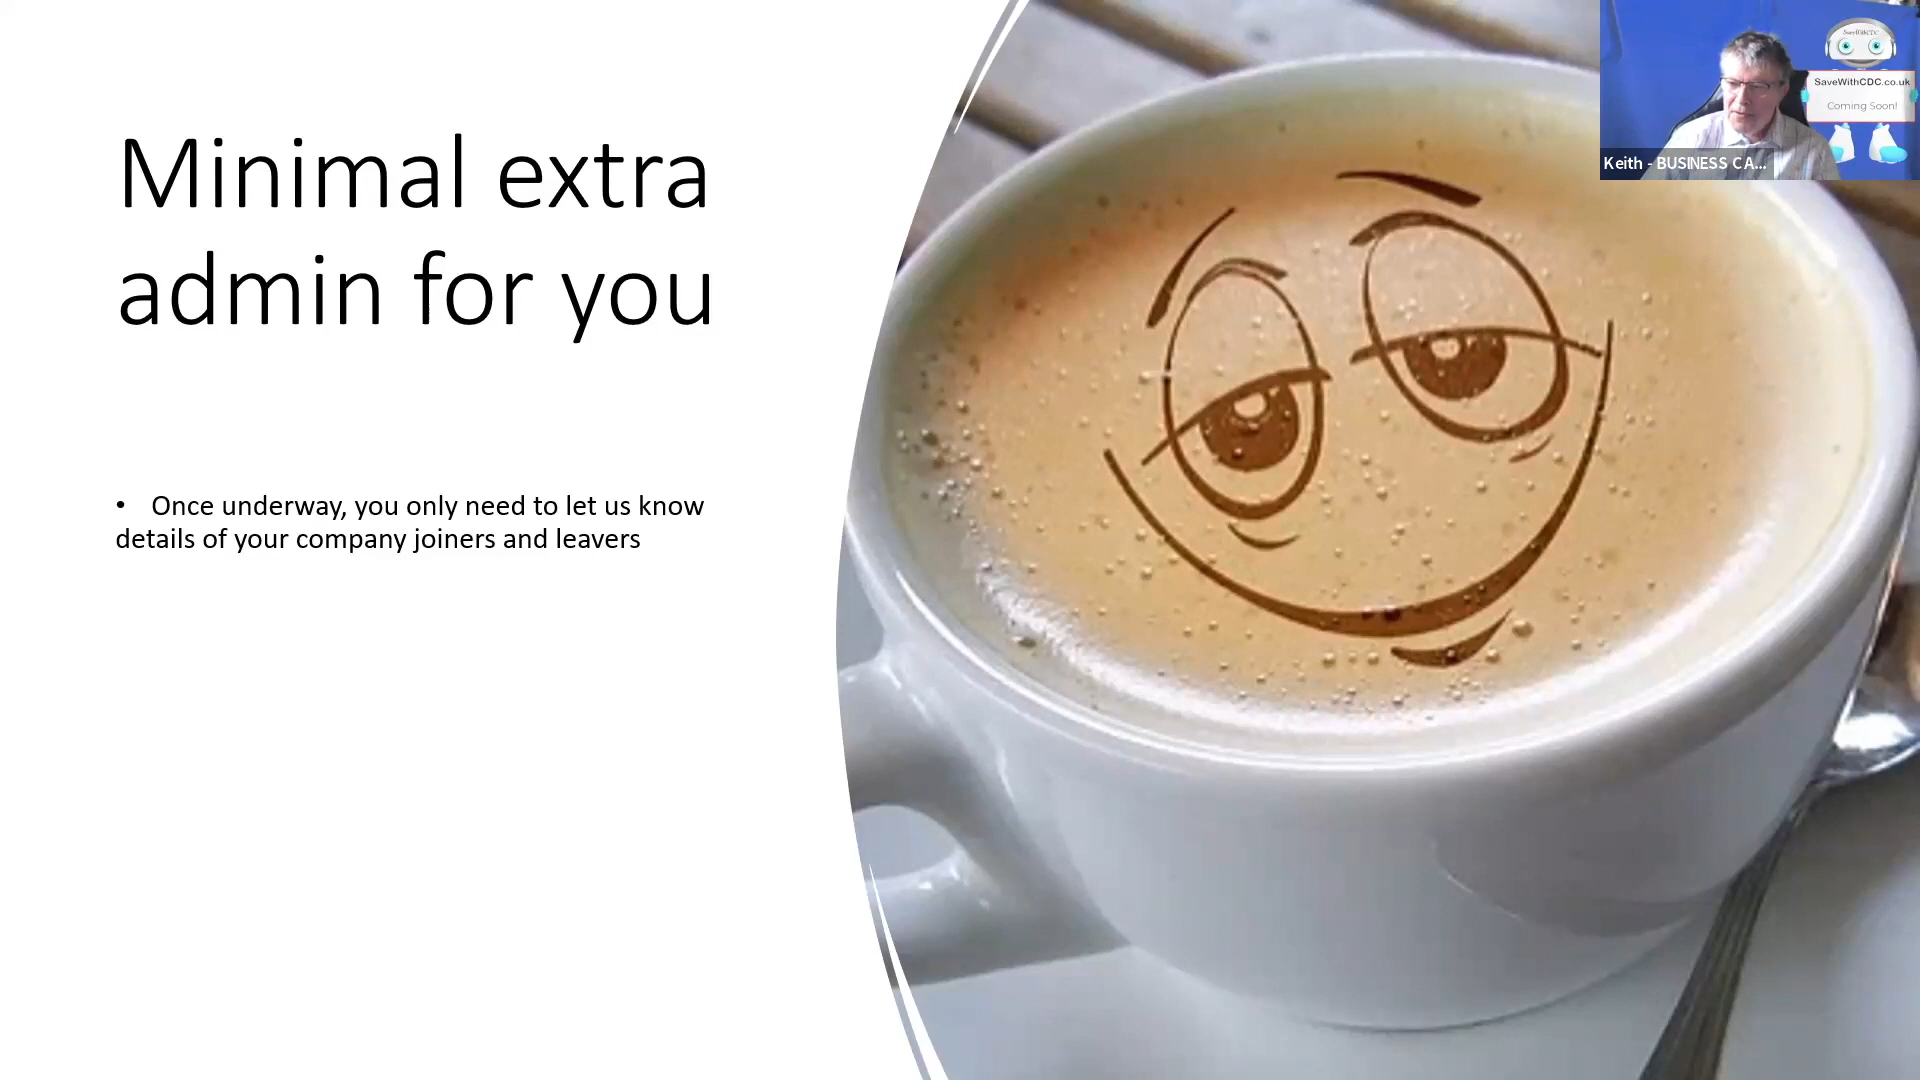 Minimal extra
admin for you
• Once underway, you only need to let us know
details of your company joiners and leavers
SaveWithCDC
SaveWithCDC.co.uk
Coming Soon!
Keith - BUSINESS CA...